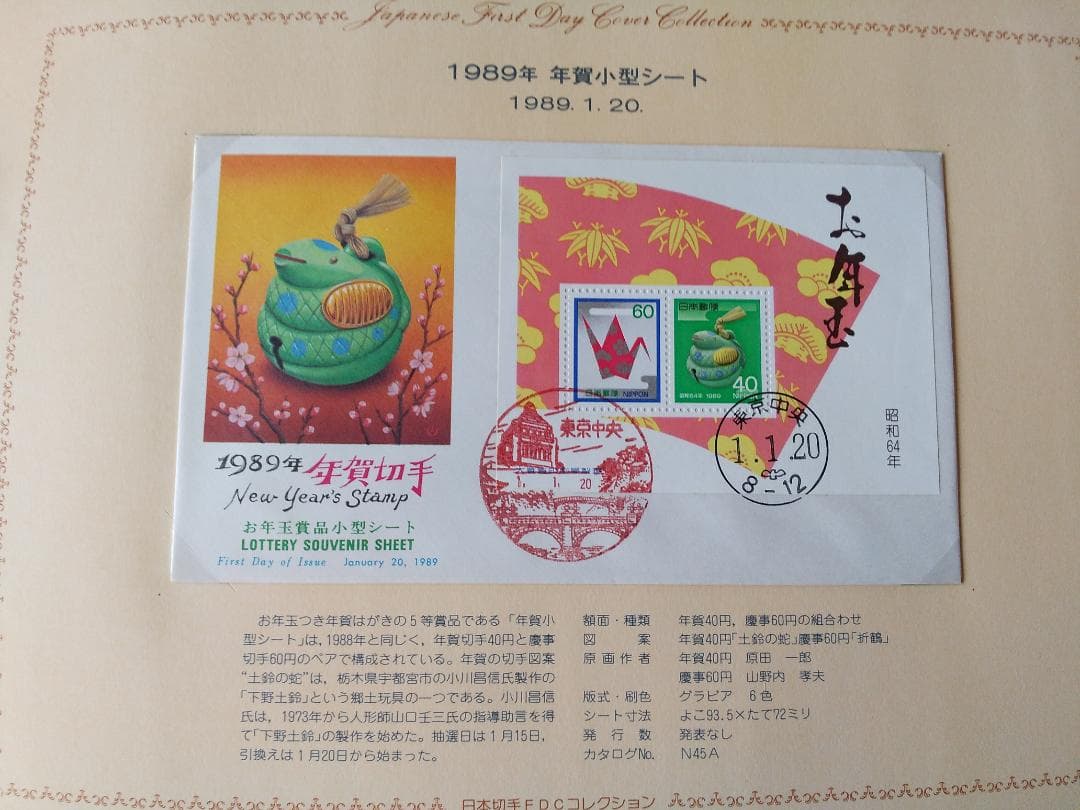 Japanese First Day Cover Collection
1989年 年賀小型シート
1989.1.20.
お年玉
60
日本郵便 NIPPON
日本郵便
40
NIPPON
昭和64年 1989
昭和64年
東京中央
1. 1. 20
東京中央
1.1.20
8-12
1989年 年賀切手
New Year's Stamp
お年玉賞品小型シート
LOTTERY SOUVENIR SHEET
First Day of Issue January 20, 1989
お年玉つき年賀はがきの5等賞品である「年賀小
型シート」は,1988年と同じく,年賀切手40円と慶事
切手60円のペアで構成されている。年賀の切手図案
“土鈴の蛇”は,栃木県宇都宮市の小川昌信氏製作の
「下野土鈴」という郷土玩具の一つである。小川昌信
氏は,1973年から人形師山口壬三氏の指導助言を得
て「下野土鈴」の製作を始めた。抽選日は1月15日,
引換えは1月20日から始まった。
額面・種類 年賀40円,慶事60円の組合わせ
図案 年賀40円「土鈴の蛇」慶事60円「折鶴」
原画作者 年賀40円 原田 一郎
慶事60円 山野内 孝夫
版式・刷色 グラビア 6色
シート寸法 よこ93.5×たて72ミリ
発行数 発表なし
カタログNo. N45A
日本切手FDCコレクション